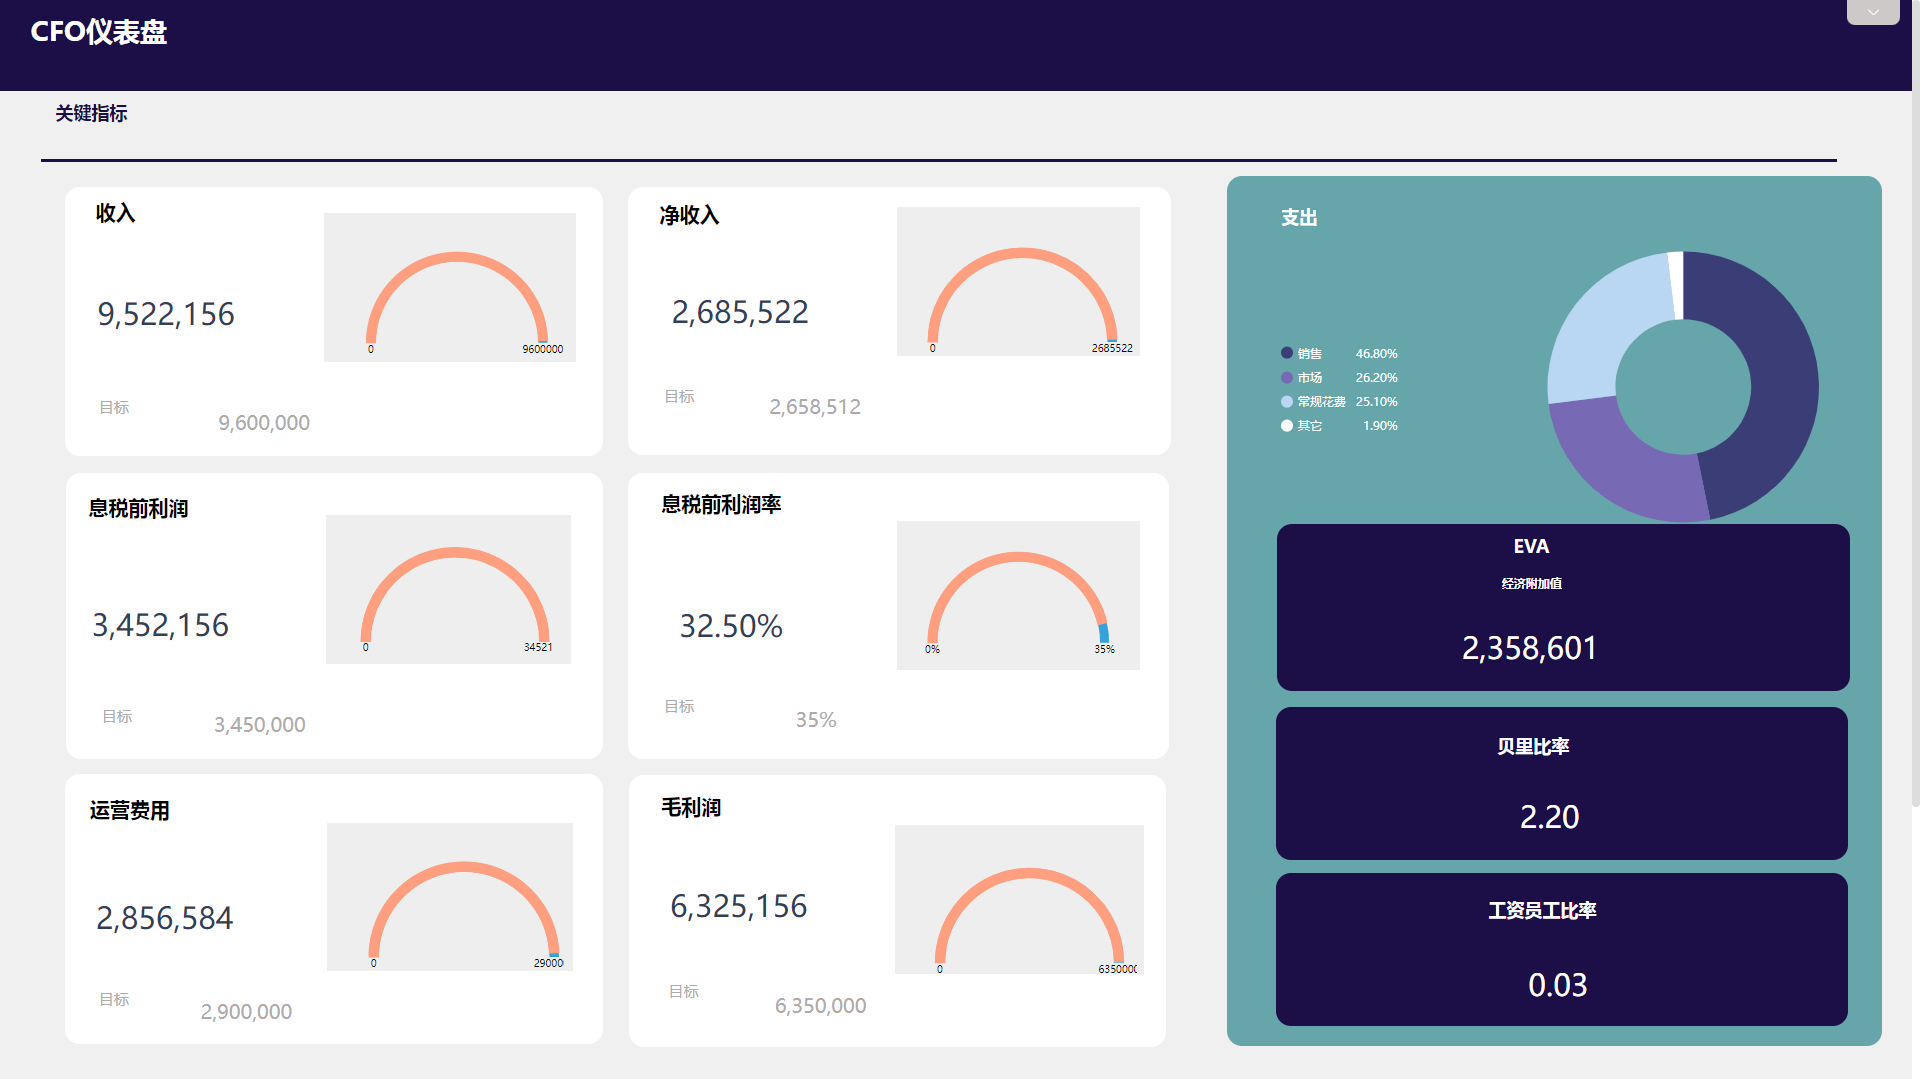 CFO仪表盘
关键指标
收入
9,522,156
0
9600000
目标
9,600,000
净收入
2,685,522
0
2685522
目标
2,658,512
息税前利润
3,452,156
0
34521
目标
3,450,000
息税前利润率
32.50%
0%
35%
目标
35%
运营费用
2,856,584
0
29000
目标
2,900,000
毛利润
6,325,156
0
6350000
目标
6,350,000
支出
销售 46.80%
市场 26.20%
常规花费 25.10%
其它 1.90%
EVA
经济附加值
2,358,601
贝里比率
2.20
工资员工比率
0.03